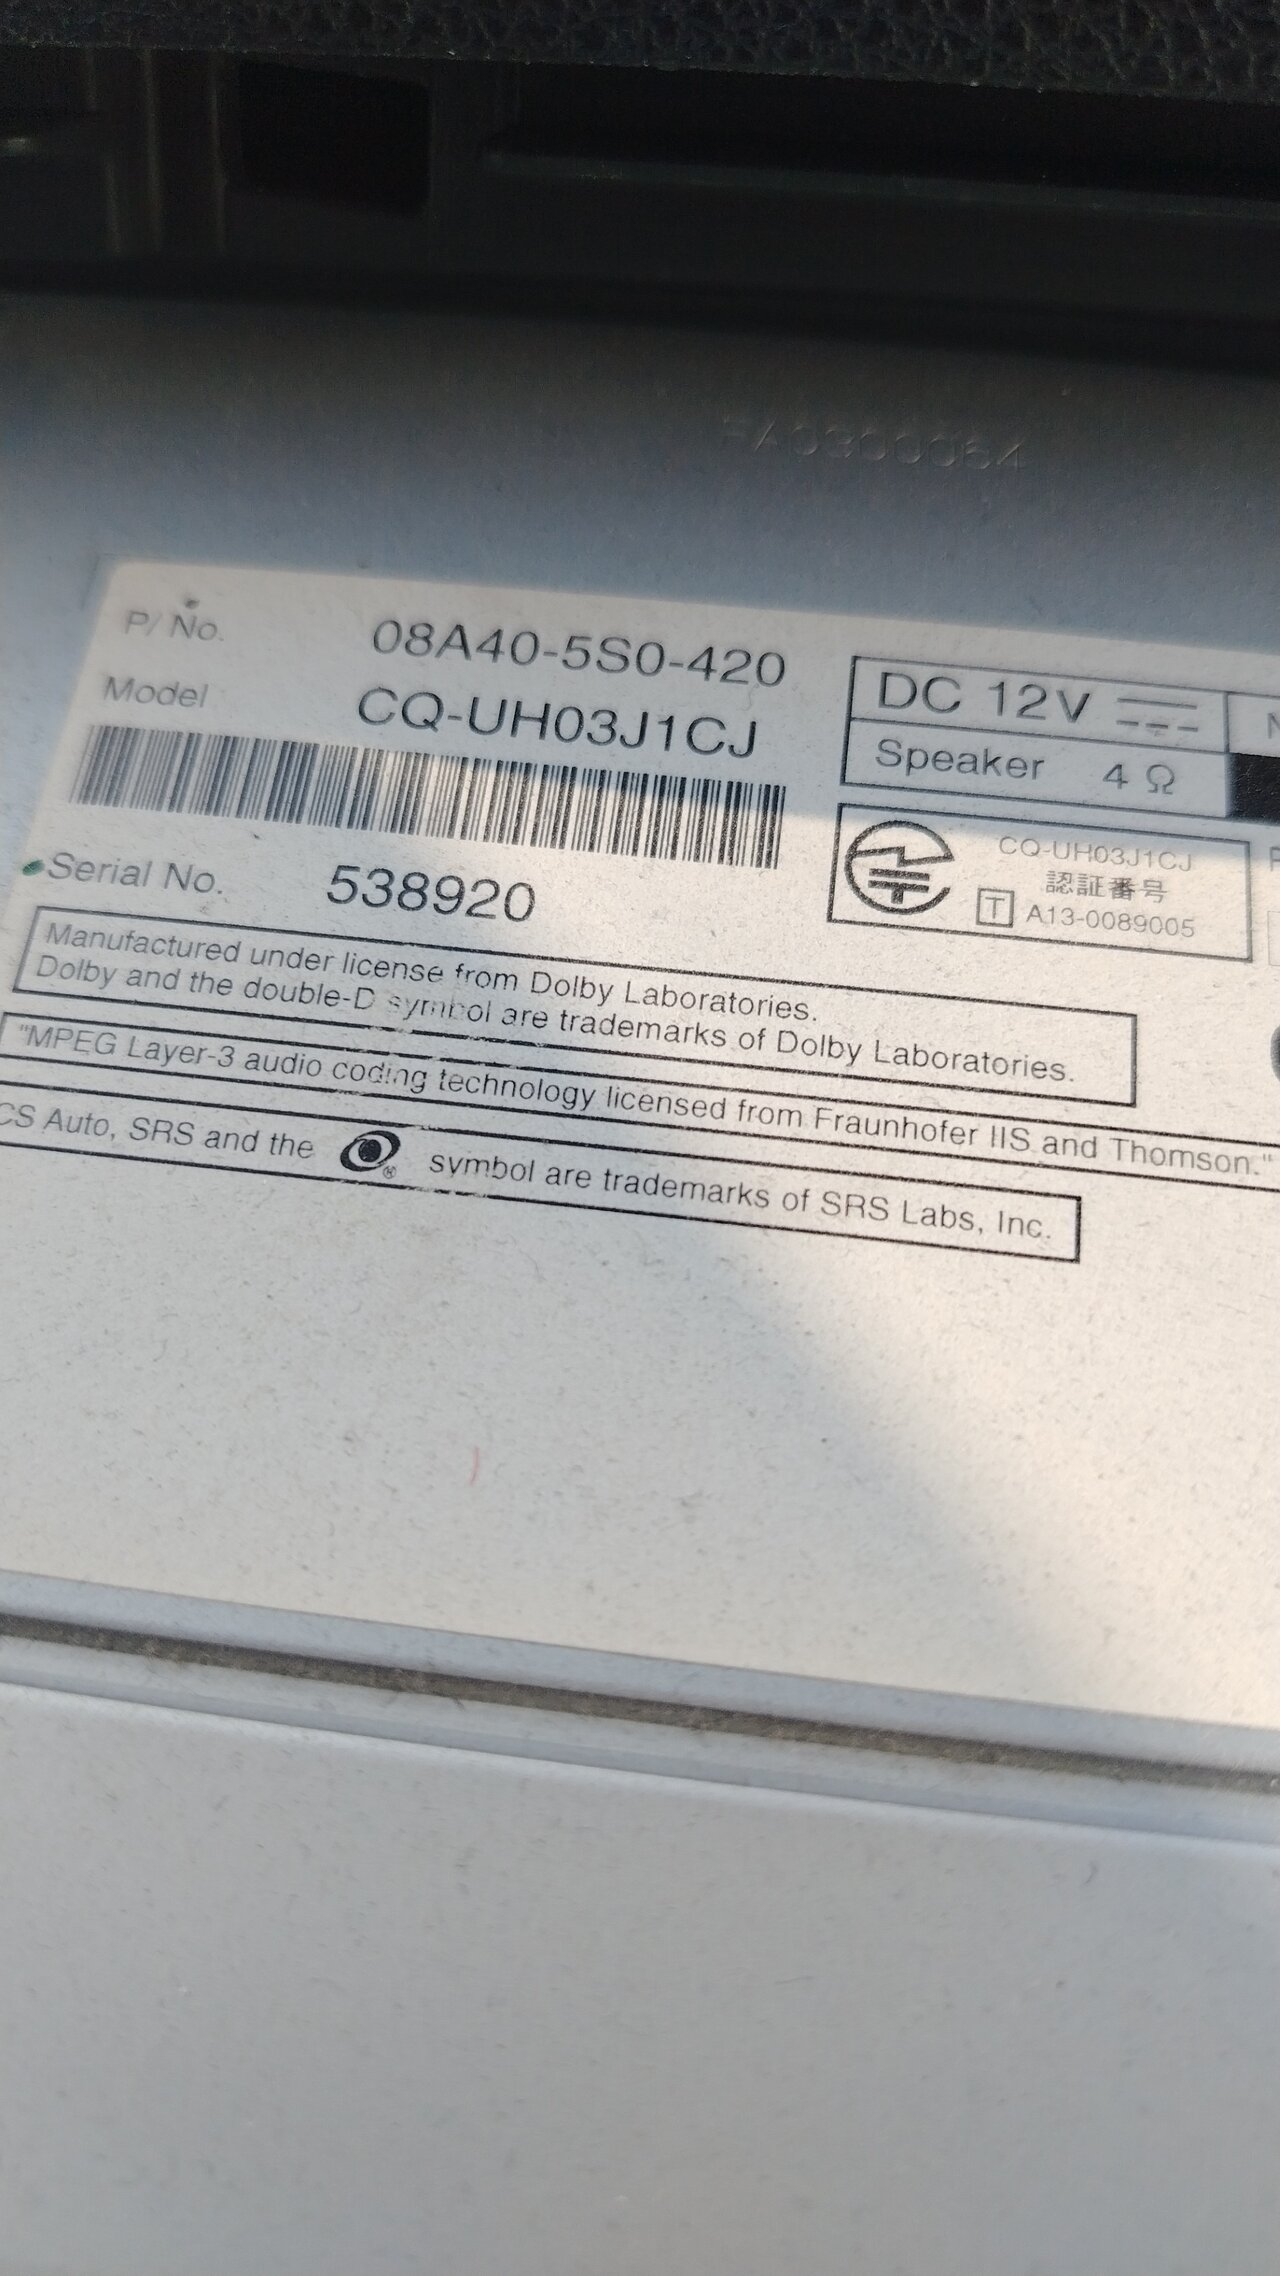 P/ No. 08A40-5S0-420
Model CQ-UH03J1CJ
DC 12V
Speaker 4 Ω
Serial No. 538920
CQ-UH03J1CJ
認証番号
T A13-0089005
Manufactured under license from Dolby Laboratories.
Dolby and the double-D symbol are trademarks of Dolby Laboratories.
"MPEG Layer-3 audio coding technology licensed from Fraunhofer IIS and Thomson."
CS Auto, SRS and the ® symbol are trademarks of SRS Labs, Inc.